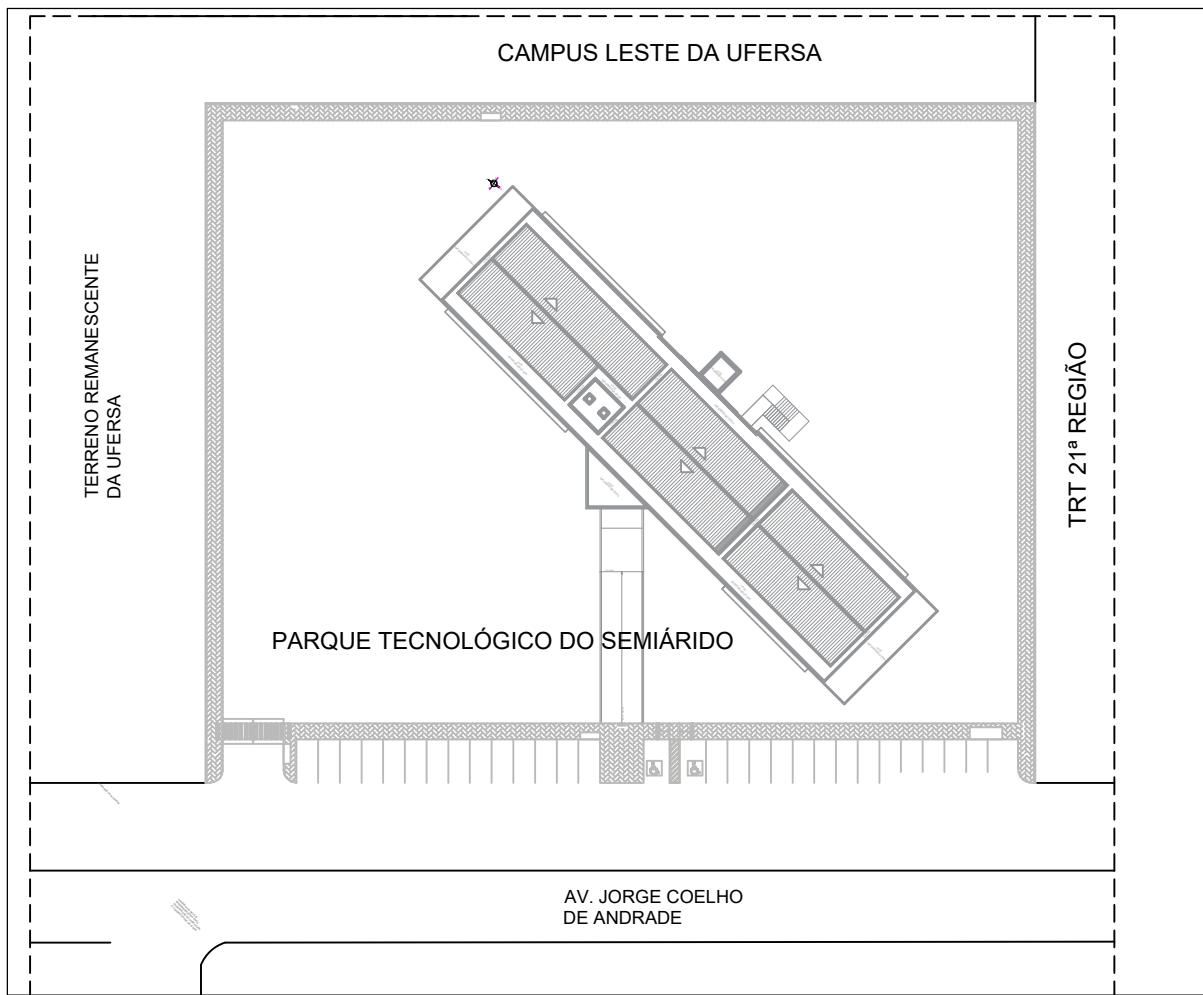 CAMPUS LESTE DA UFERSA
TERRENO REMANESCENTE
DA UFERSA
TRT 21ª REGIÃO
PARQUE TECNOLÓGICO DO SEMIÁRIDO
AV. JORGE COELHO
DE ANDRADE